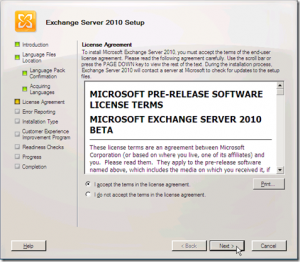 Exchange Server 2010 Setup
Introduction
Language Files
Location
Language Pack
Confirmation
Acquiring
Languages
License Agreement
Error Reporting
Installation Type
Customer Experience
Improvement Program
Readiness Checks
Progress
Completion
License Agreement
To install Microsoft Exchange Server 2010, you must accept the terms of the end-user
license agreement. Please read the following agreement carefully. Use the scroll bar or
press the PAGE DOWN key to view the rest of the text. During the installation process,
Exchange Server 2010 will contact a server at Microsoft to check for updates to the setup
files.
MICROSOFT PRE-RELEASE SOFTWARE
LICENSE TERMS
MICROSOFT EXCHANGE SERVER 2010
BETA
These license terms are an agreement between Microsoft
Corporation (or based on where you live, one of its affiliates) and
you. Please read them. They apply to the pre-release software
named above, which includes the media on which you received it, if
I accept the terms in the license agreement.
I do not accept the terms in the license agreement.
Print...
Help
< Back
Next >
Cancel